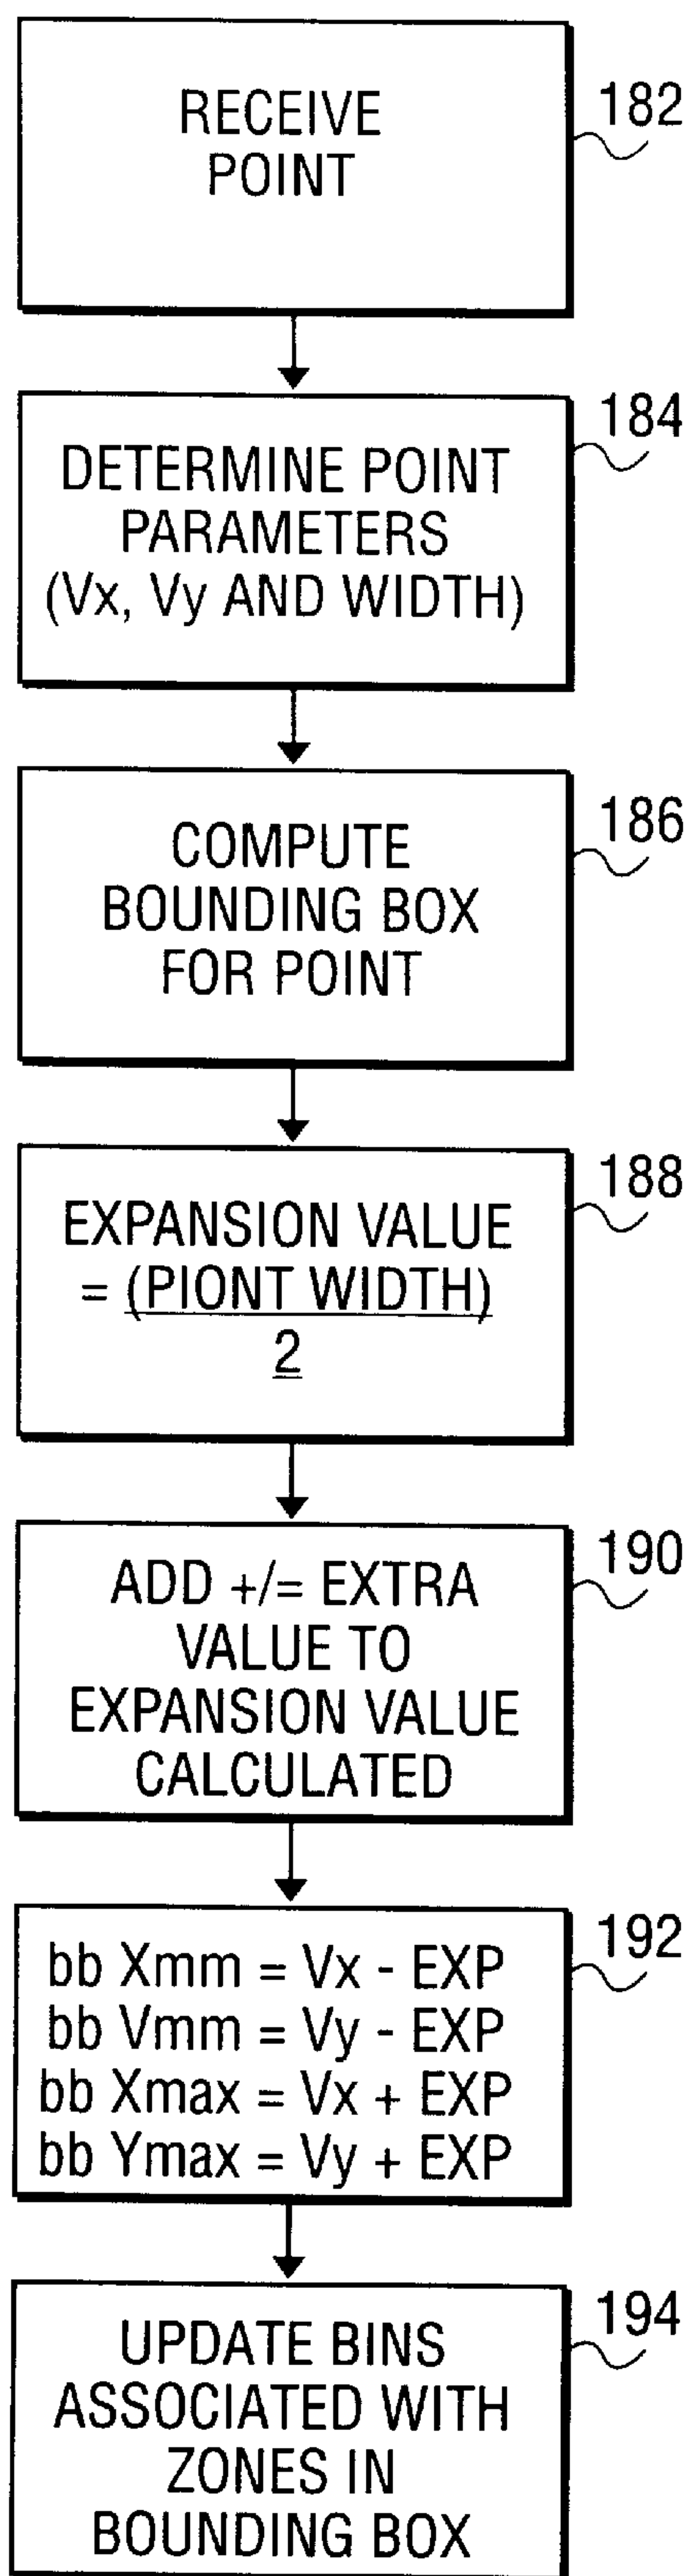 RECEIVE
POINT
182
DETERMINE POINT
PARAMETERS
(Vx, Vy AND WIDTH)
184
COMPUTE
BOUNDING BOX
FOR POINT
186
EXPANSION VALUE
= (PIONT WIDTH)
2
188
ADD +/= EXTRA
VALUE TO
EXPANSION VALUE
CALCULATED
190
bb Xmm = Vx - EXP
bb Vmm = Vy - EXP
bb Xmax = Vx + EXP
bb Ymax = Vy + EXP
192
UPDATE BINS
ASSOCIATED WITH
ZONES IN
BOUNDING BOX
194